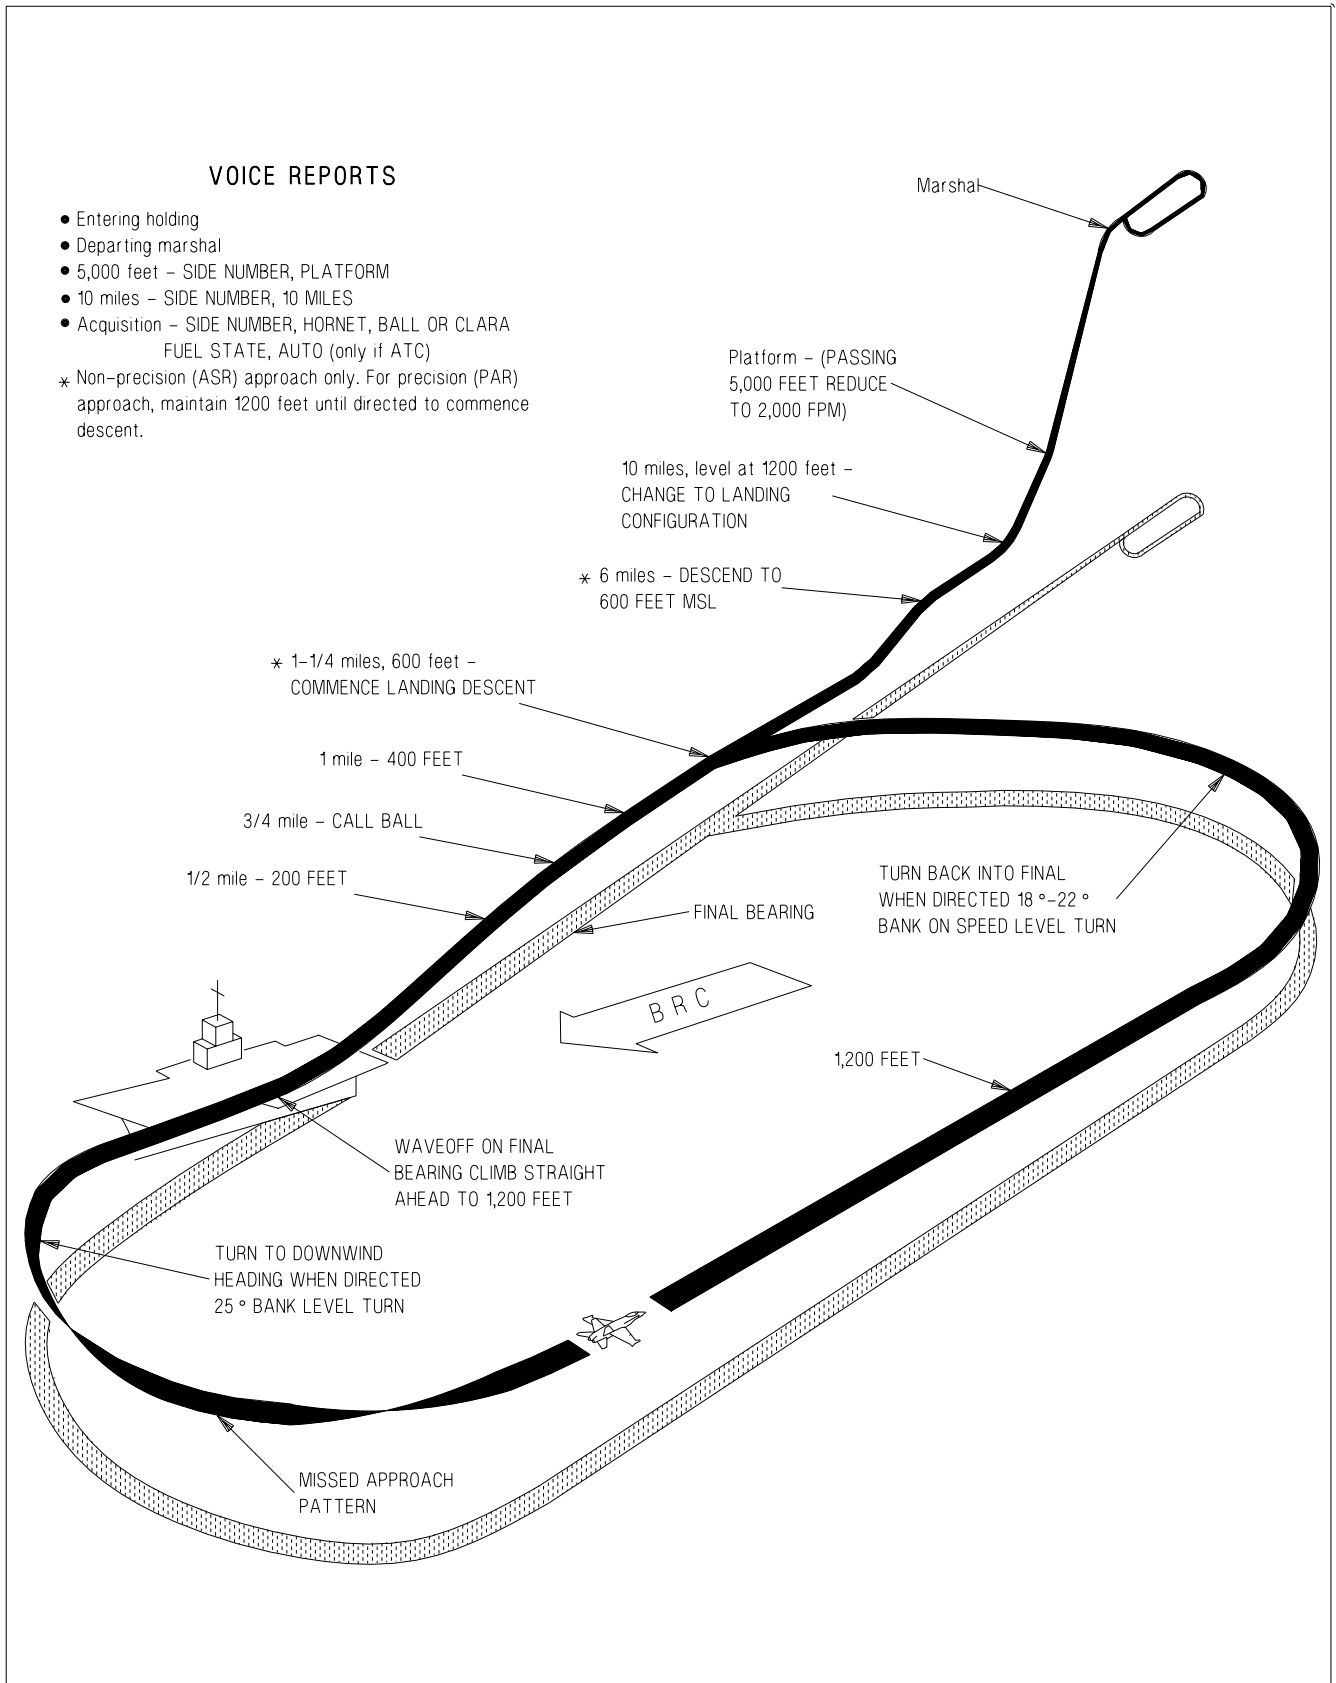 VOICE REPORTS
● Entering holding
● Departing marshal
● 5,000 feet – SIDE NUMBER, PLATFORM
● 10 miles – SIDE NUMBER, 10 MILES
● Acquisition – SIDE NUMBER, HORNET, BALL OR CLARA
FUEL STATE, AUTO (only if ATC)
* Non-precision (ASR) approach only. For precision (PAR)
approach, maintain 1200 feet until directed to commence
descent.
Marshal
Platform – (PASSING
5,000 FEET REDUCE
TO 2,000 FPM)
10 miles, level at 1200 feet –
CHANGE TO LANDING
CONFIGURATION
* 6 miles – DESCEND TO
600 FEET MSL
* 1-1/4 miles, 600 feet –
COMMENCE LANDING DESCENT
1 mile – 400 FEET
3/4 mile – CALL BALL
1/2 mile – 200 FEET
TURN BACK INTO FINAL
WHEN DIRECTED 18 °-22 °
BANK ON SPEED LEVEL TURN
FINAL BEARING
BRC
1,200 FEET
WAVEOFF ON FINAL
BEARING CLIMB STRAIGHT
AHEAD TO 1,200 FEET
TURN TO DOWNWIND
HEADING WHEN DIRECTED
25 ° BANK LEVEL TURN
MISSED APPROACH
PATTERN